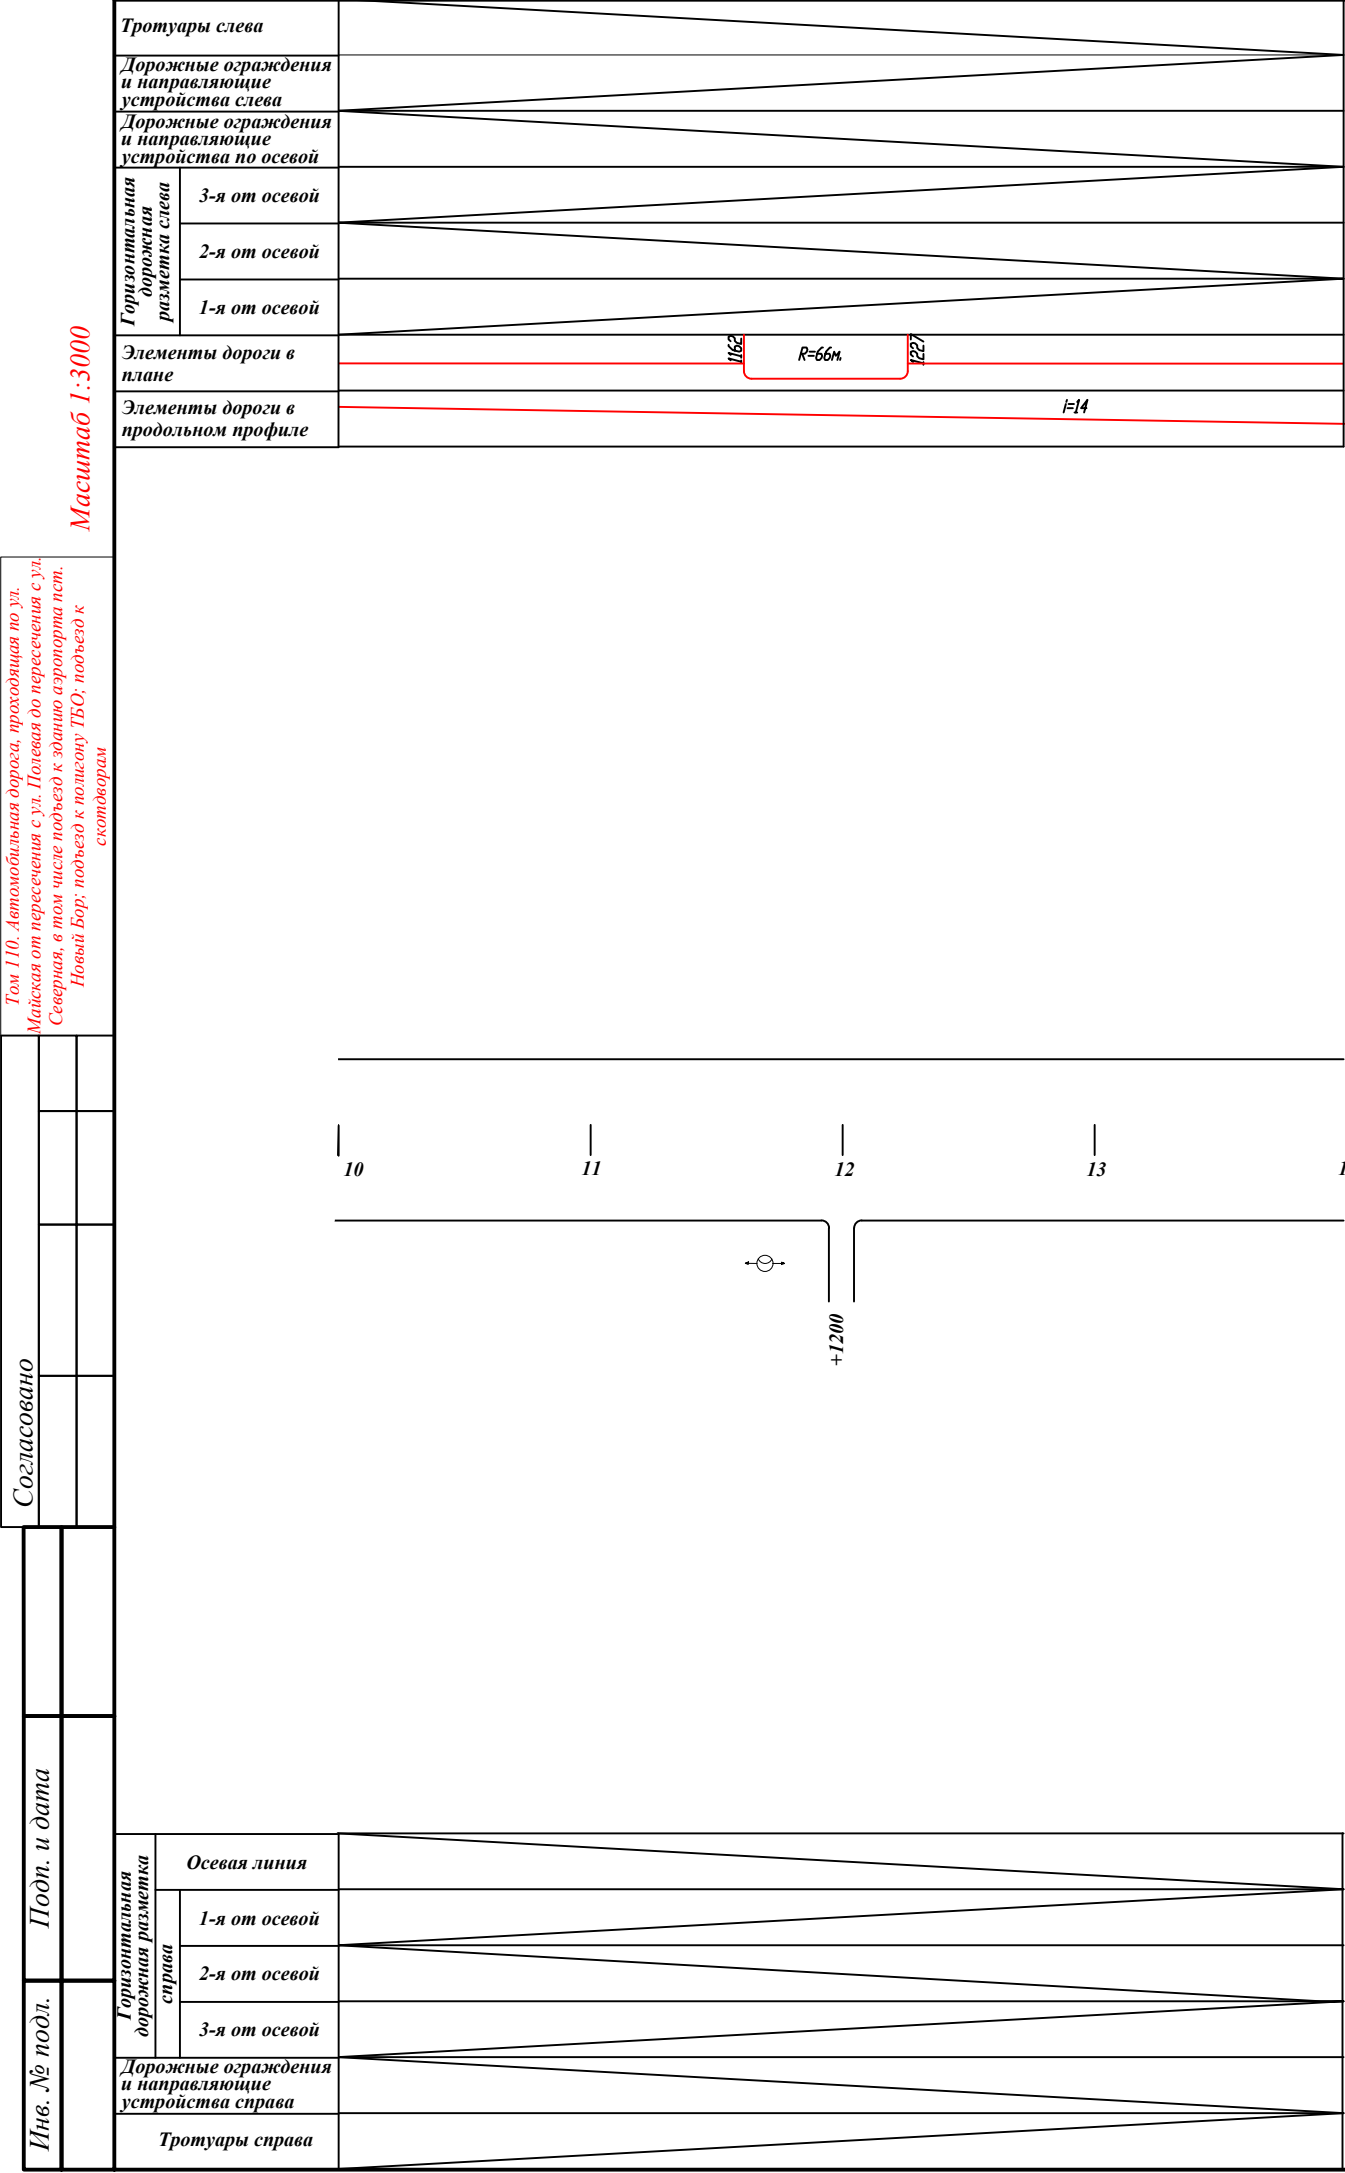 Тротуары слева
Дорожные ограждения
и направляющие
устройства слева
Дорожные ограждения
и направляющие
устройства по осевой
Горизонтальная
дорожная
разметка слева
3-я от осевой
2-я от осевой
1-я от осевой
Элементы дороги в
плане
1162
R=66м.
1227
Элементы дороги в
продольном профиле
i=14
Масштаб 1:3000
Том 110. Автомобильная дорога, проходящая по ул.
Майская от пересечения с ул. Полевая до пересечения с ул.
Северная, в том числе подъезд к зданию аэропорта пст.
Новый Бор; подъезд к полигону ТБО; подъезд к
скотдворам
10
11
12
13
1
+1200
Согласовано
Подп. и дата
Инв. № подл.
Горизонтальная
дорожная разметка
справа
Осевая линия
1-я от осевой
2-я от осевой
3-я от осевой
Дорожные ограждения
и направляющие
устройства справа
Тротуары справа